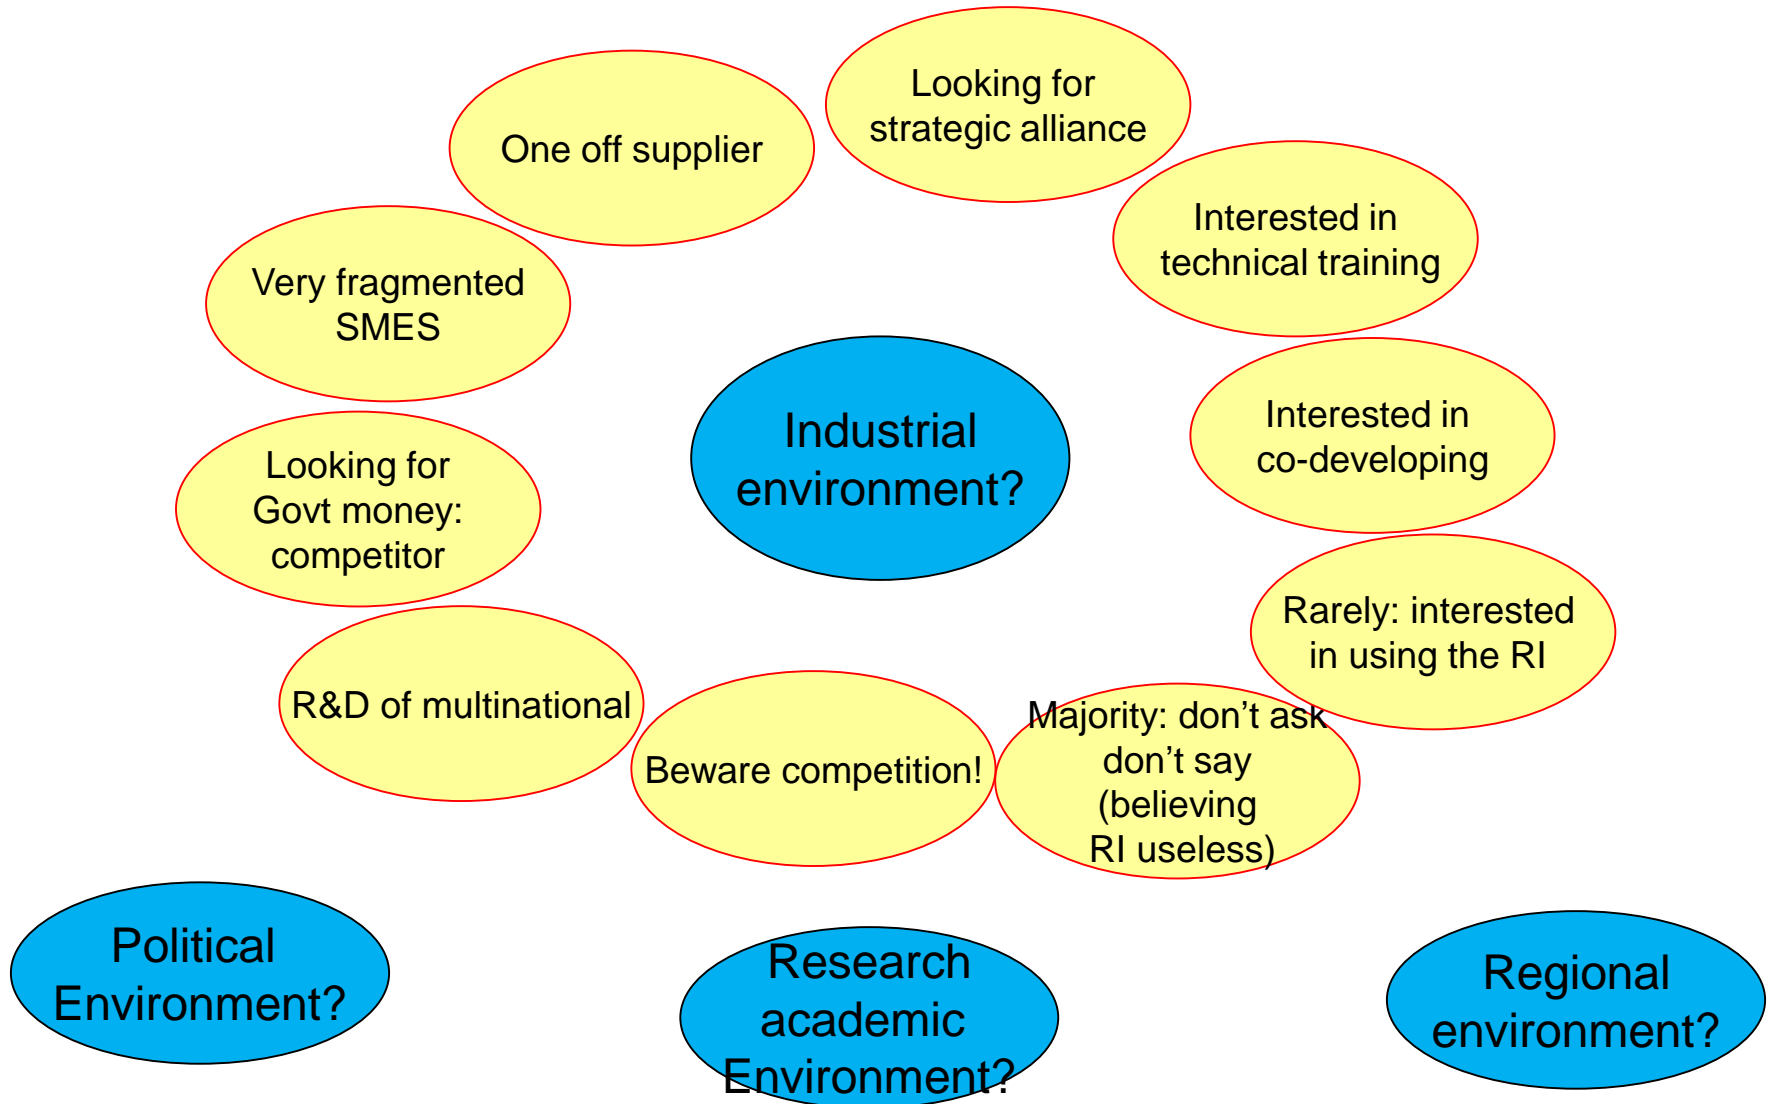 Looking for
strategic alliance
One off supplier
Interested in
technical training
Very fragmented
SMES
Interested in
co-developing
Industrial
environment?
Looking for
Govt money:
competitor
Rarely: interested
in using the RI
R&D of multinational
Beware competition!
Majority: don’t ask
don’t say
(believing
RI useless)
Political
Environment?
Research
academic
Environment?
Regional
environment?